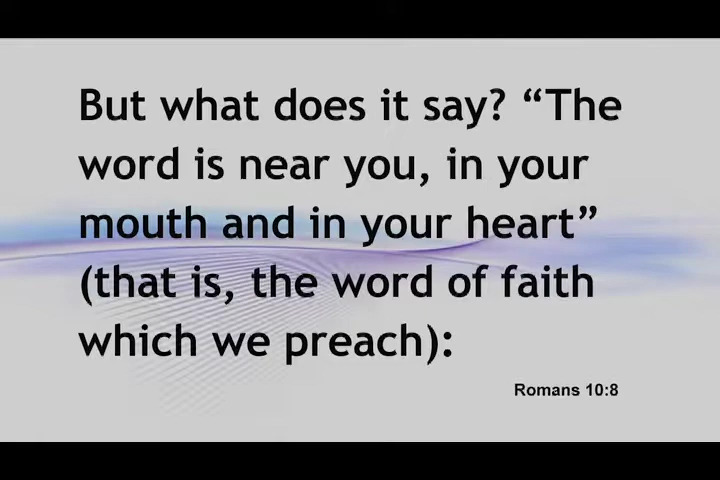 But what does it say? “The
word is near you, in your
mouth and in your heart”
(that is, the word of faith
which we preach):
Romans 10:8